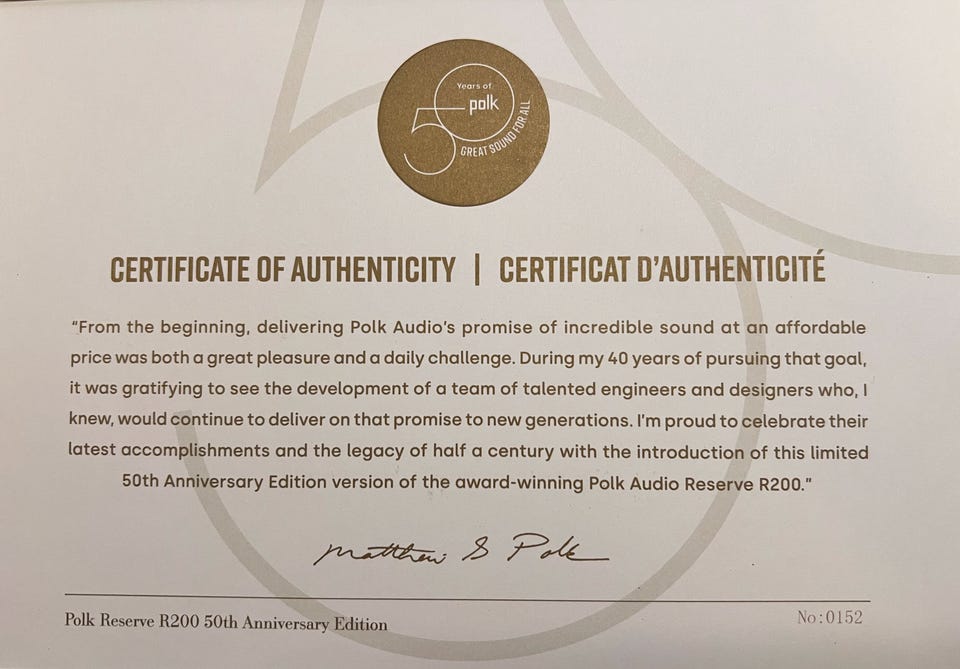 Years of
polk
GREAT SOUND FOR ALL
CERTIFICATE OF AUTHENTICITY | CERTIFICAT D’AUTHENTICITÉ
“From the beginning, delivering Polk Audio’s promise of incredible sound at an affordable
price was both a great pleasure and a daily challenge. During my 40 years of pursuing that goal,
it was gratifying to see the development of a team of talented engineers and designers who, I
knew, would continue to deliver on that promise to new generations. I’m proud to celebrate their
latest accomplishments and the legacy of half a century with the introduction of this limited
50th Anniversary Edition version of the award-winning Polk Audio Reserve R200.”
Matthew S Polk
Polk Reserve R200 50th Anniversary Edition
No:0152